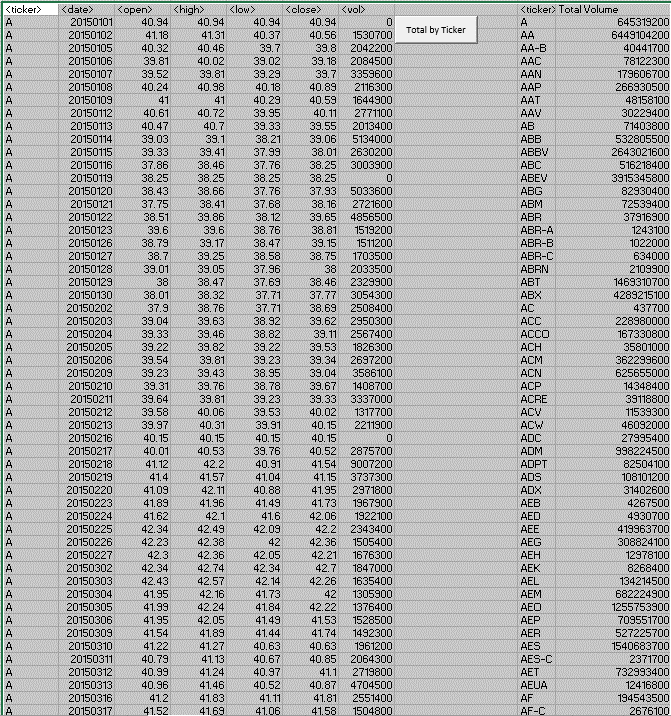 <ticker> <date> <open> <high> <low> <close> <vol> <ticker> Total Volume
A 20150101 40.94 40.94 40.94 40.94 0 A 645319200
Total by Ticker
A 20150102 41.18 41.31 40.37 40.56 1530700 AA 6449104200
A 20150105 40.32 40.46 39.7 39.8 2042200 AA-B 40441700
A 20150106 39.81 40.02 39.02 39.18 2084500 AAC 78122300
A 20150107 39.52 39.81 39.29 39.7 3359600 AAN 179606700
A 20150108 40.24 40.98 40.18 40.89 2116300 AAP 266930500
A 20150109 41 41 40.29 40.59 1644900 AAT 48158100
A 20150112 40.61 40.72 39.95 40.11 2771100 AAV 30229400
A 20150113 40.47 40.7 39.33 39.55 2013400 AB 71403800
A 20150114 39.03 39.1 38.21 39.06 5134000 ABB 532805500
A 20150115 39.33 39.41 37.99 38.01 2630200 ABBV 2643021600
A 20150116 37.86 38.46 37.76 38.25 3003900 ABC 516218400
A 20150119 38.25 38.25 38.25 38.25 0 ABEV 3915345800
A 20150120 38.43 38.66 37.76 37.93 5033600 ABG 82930400
A 20150121 37.75 38.41 37.68 38.16 2721600 ABM 72539400
A 20150122 38.51 39.86 38.12 39.65 4856500 ABR 37916900
A 20150123 39.6 39.6 38.76 38.81 1519200 ABR-A 1243100
A 20150126 38.79 39.17 38.47 39.15 1511200 ABR-B 1022000
A 20150127 38.7 39.25 38.58 38.75 1703500 ABR-C 634000
A 20150128 39.01 39.05 37.96 38 2033500 ABRN 2109900
A 20150129 38 38.47 37.69 38.46 2329900 ABT 1469310700
A 20150130 38.01 38.32 37.71 37.77 3054300 ABX 4289215100
A 20150202 37.9 38.76 37.71 38.69 2508400 AC 437700
A 20150203 39.04 39.63 38.92 39.62 2950300 ACC 228980000
A 20150204 39.33 39.46 38.82 39.11 2567400 ACCO 167330800
A 20150205 39.22 39.82 39.22 39.53 1826300 ACH 35801000
A 20150206 39.54 39.81 39.23 39.34 2697200 ACM 362299600
A 20150209 39.23 39.43 38.95 39.04 3586100 ACN 625655000
A 20150210 39.31 39.76 38.78 39.67 1408700 ACP 14348400
A 20150211 39.64 39.81 39.23 39.33 3337000 ACRE 39118800
A 20150212 39.58 40.06 39.53 40.02 1317700 ACV 11539300
A 20150213 39.97 40.31 39.91 40.15 2211900 ACW 46092000
A 20150216 40.15 40.15 40.15 40.15 0 ADC 27995400
A 20150217 40.01 40.53 39.76 40.52 2875700 ADM 998224500
A 20150218 41.12 42.2 40.91 41.54 9007200 ADPT 82504100
A 20150219 41.4 41.57 41.04 41.15 3737300 ADS 108101200
A 20150220 41.09 42.11 40.88 41.95 2971800 ADX 31402600
A 20150223 41.89 41.96 41.49 41.73 1967900 AEB 4267500
A 20150224 41.62 42.1 41.6 42.06 1922100 AED 4930700
A 20150225 42.34 42.49 42.09 42.2 2343400 AEE 419963700
A 20150226 42.23 42.38 42 42.36 1505400 AEG 308824100
A 20150227 42.3 42.36 42.05 42.21 1676300 AEH 12978100
A 20150302 42.34 42.74 42.34 42.7 1847000 AEK 8268400
A 20150303 42.43 42.57 42.14 42.26 1635400 AEL 134214500
A 20150304 41.95 42.16 41.73 42 1305900 AEM 682224900
A 20150305 41.99 42.24 41.84 42.22 1376400 AEO 1255753900
A 20150306 41.95 42.05 41.49 41.53 1528500 AEP 709551700
A 20150309 41.54 41.89 41.44 41.74 1492300 AER 527225700
A 20150310 41.22 41.27 40.63 40.63 1961200 AES 1540683700
A 20150311 40.79 41.13 40.67 40.85 2064300 AES-C 2371700
A 20150312 40.99 41.24 40.97 41.1 2719800 AET 732993400
A 20150313 40.96 41.46 40.52 40.87 4704500 AEUA 12416800
A 20150316 41.2 41.83 41.11 41.81 2551400 AF 194543500
A 20150317 41.52 41.69 41.06 41.58 1504800 AF-C 2676100